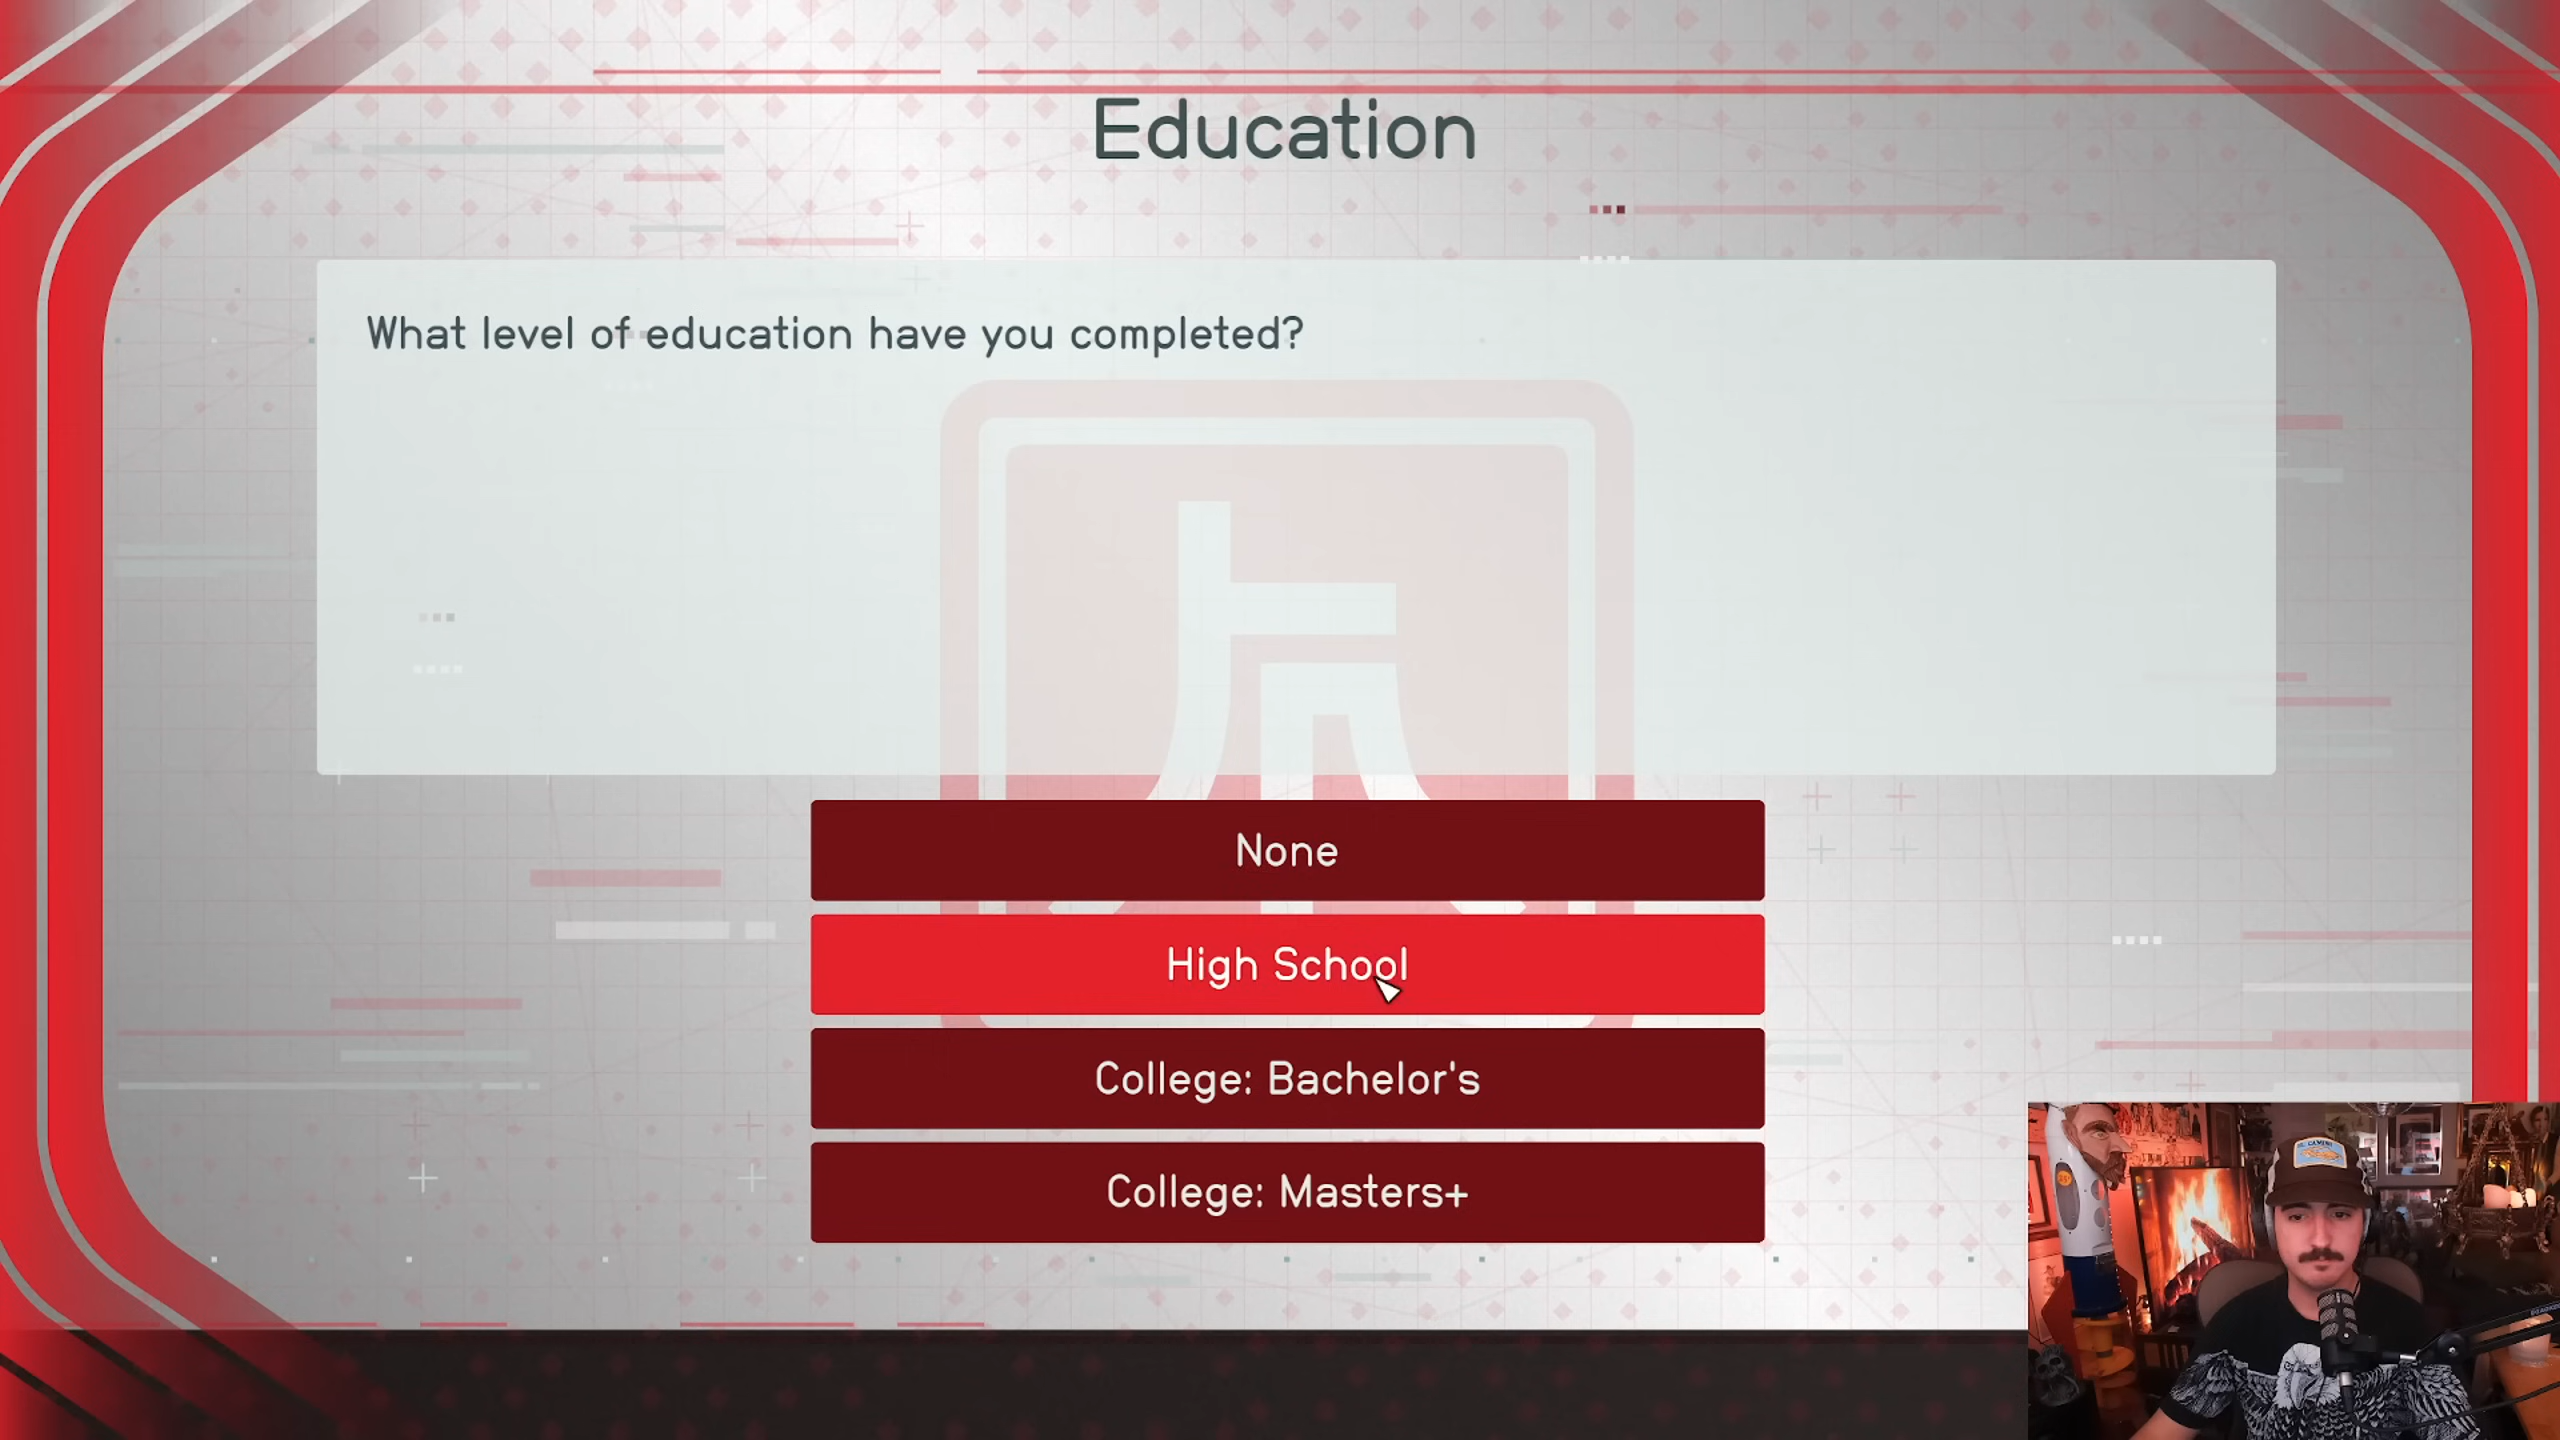 Education
What level of education have you completed?
None
High School
College: Bachelor's
College: Masters+